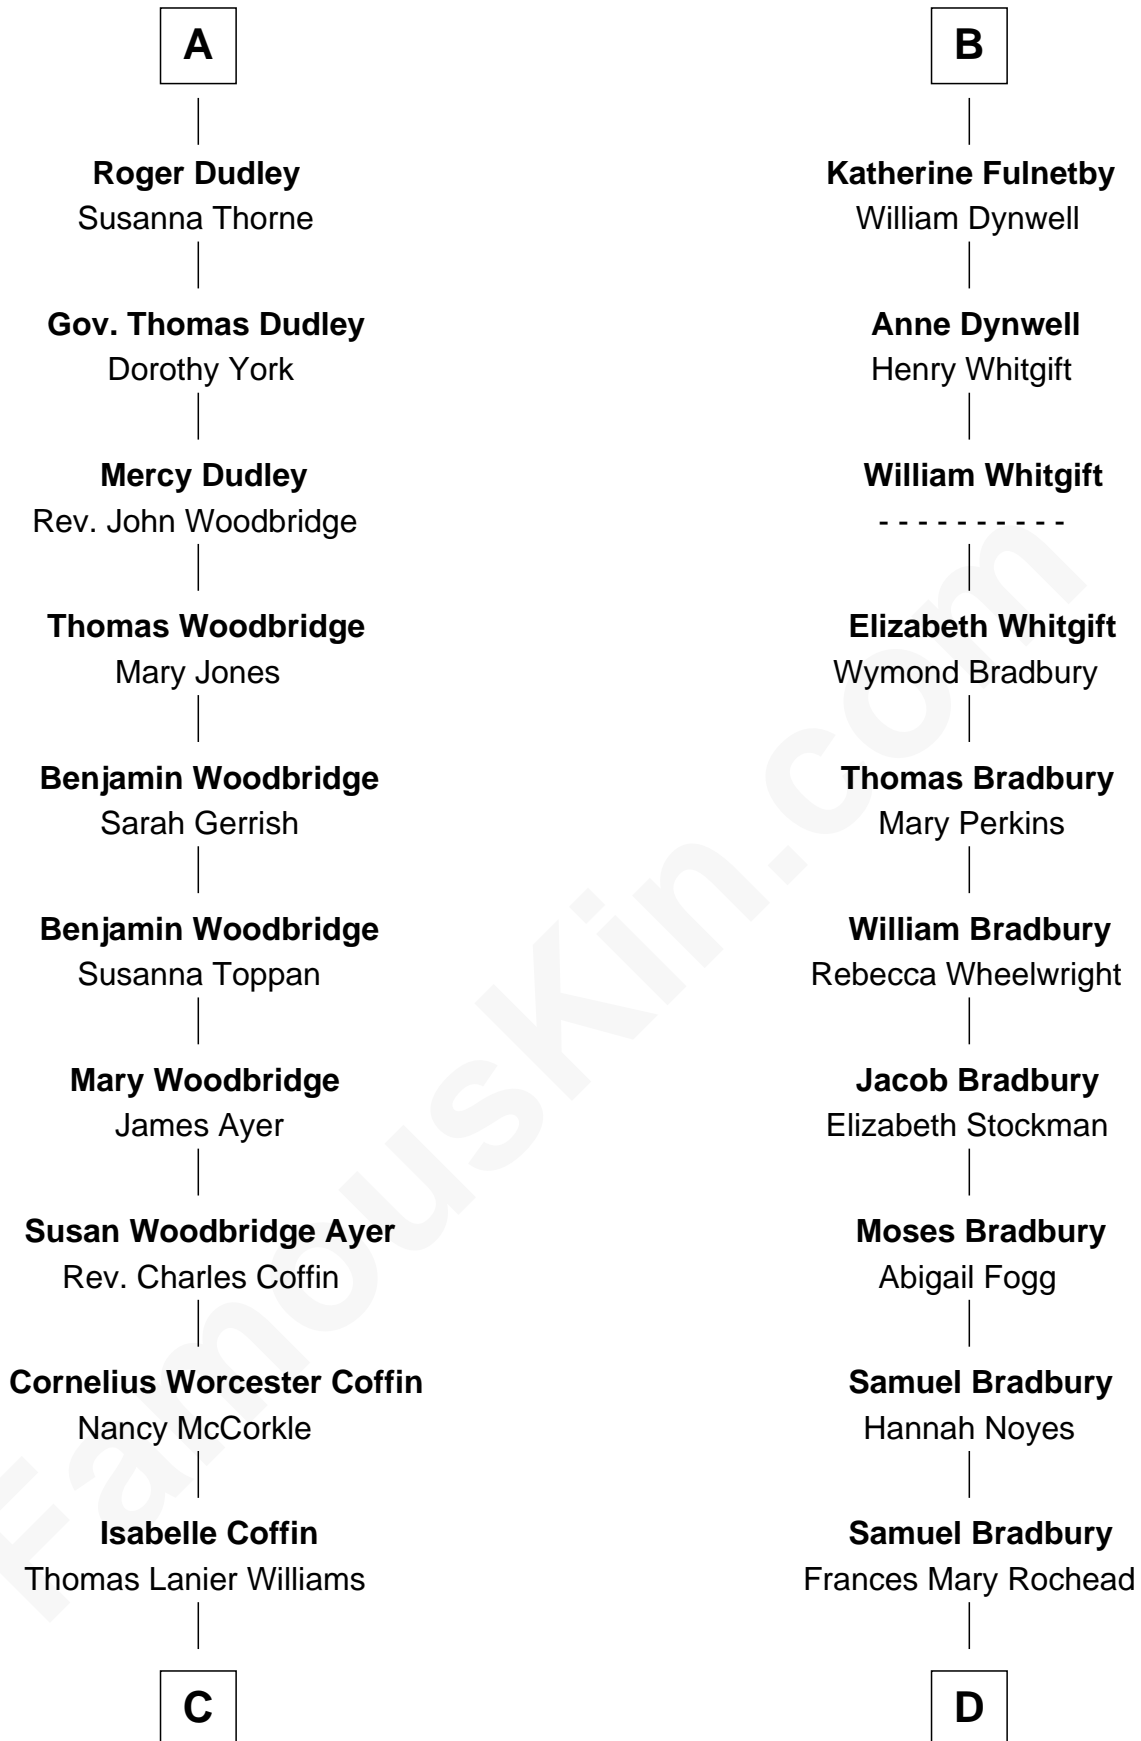 A
Roger Dudley
Susanna Thorne
Gov. Thomas Dudley
Dorothy York
Mercy Dudley
Rev. John Woodbridge
Thomas Woodbridge
Mary Jones
Benjamin Woodbridge
Sarah Gerrish
Benjamin Woodbridge
Susanna Toppan
Mary Woodbridge
James Ayer
Susan Woodbridge Ayer
Rev. Charles Coffin
Cornelius Worcester Coffin
Nancy McCorkle
Isabelle Coffin
Thomas Lanier Williams
C
B
Katherine Fulnetby
William Dynwell
Anne Dynwell
Henry Whitgift
William Whitgift
- - - - - - - - - -
Elizabeth Whitgift
Wymond Bradbury
Thomas Bradbury
Mary Perkins
William Bradbury
Rebecca Wheelwright
Jacob Bradbury
Elizabeth Stockman
Moses Bradbury
Abigail Fogg
Samuel Bradbury
Hannah Noyes
Samuel Bradbury
Frances Mary Rochead
D
FamousKin.com